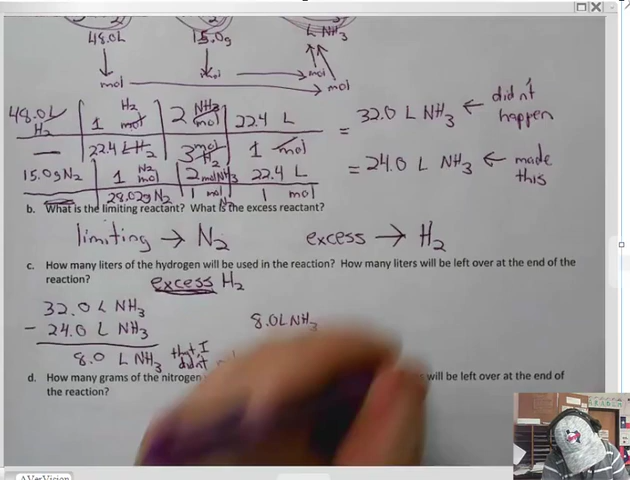 48.0L 15.0g L NH3
mol mol mol
mol
48.0L H2 | 1 H2 mol | 2 NH3 mol | 22.4 L = 32.0 L NH3 ← didn't happen
22.4 L H2 | 3 mol H2 | 1 mol
15.0g N2 | 1 N2 mol | 2 mol NH3 | 22.4 L = 24.0 L NH3 ← made this
28.02g N2 | 1 mol N2 | 1 mol
b. What is the limiting reactant? What is the excess reactant?
limiting → N2 excess → H2
c. How many liters of the hydrogen will be used in the reaction? How many liters will be left over at the end of the
reaction? excess H2
32.0 L NH3
- 24.0 L NH3 8.0L NH3
8.0 L NH3 that I didn't
d. How many grams of the nitrogen will be left over at the end of
the reaction?
AVerVision